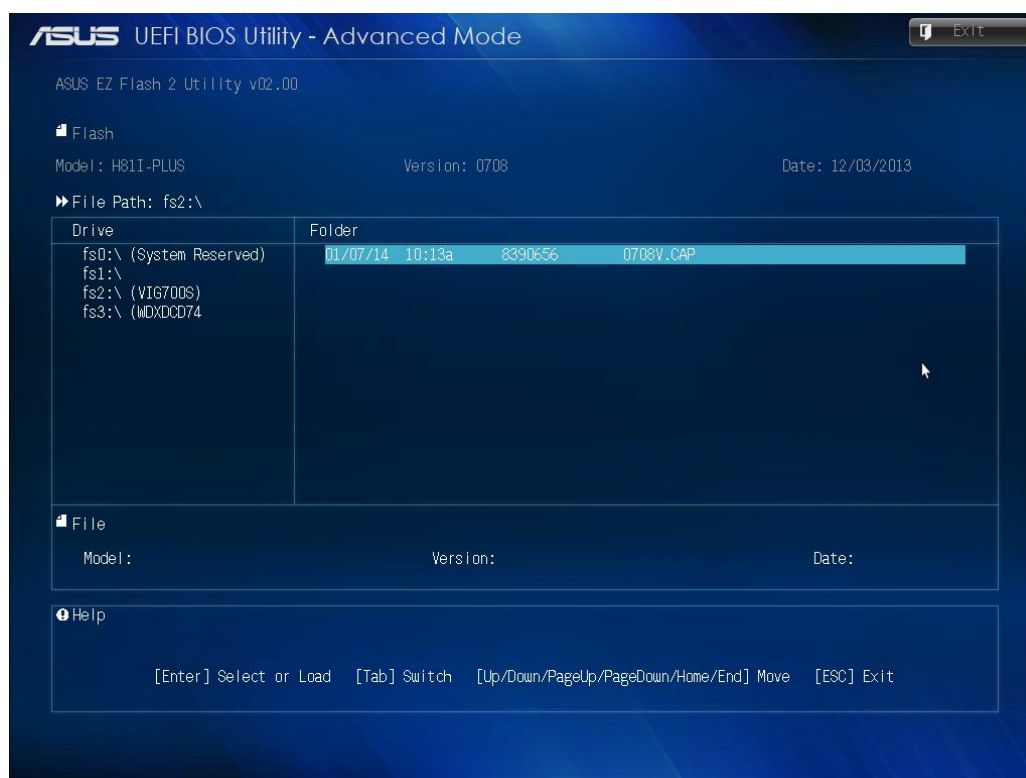 ASUS UEFI BIOS Utility - Advanced Mode
Exit
ASUS EZ Flash 2 Utility v02.00
Flash
Model: H81I-PLUS Version: 0708 Date: 12/03/2013
File Path: fs2:\
Drive Folder
fs0:\ (System Reserved) 01/07/14 10:13a 8390656 0708V.CAP
fs1:\
fs2:\ (VIG700S)
fs3:\ (WDXDCD74
File
Model: Version: Date:
Help
[Enter] Select or Load [Tab] Switch [Up/Down/PageUp/PageDown/Home/End] Move [ESC] Exit